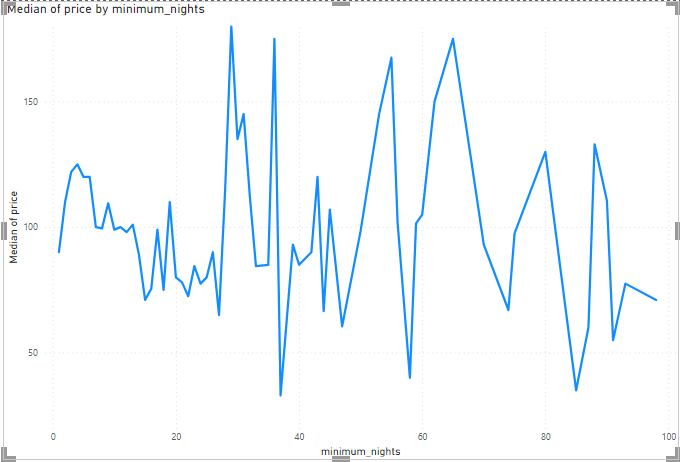 Median of price by minimum_nights
150
100
50
Median of price
0 20 40 60 80 100
minimum_nights